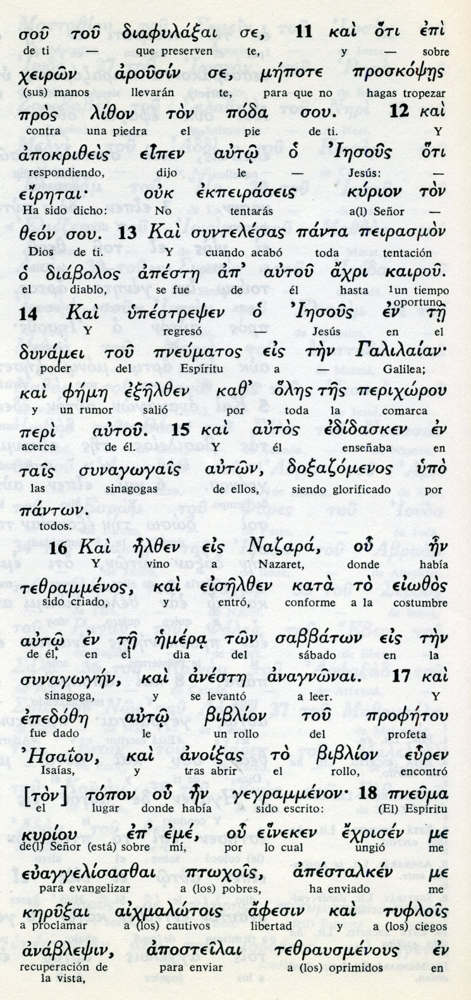 σοῦ τοῦ διαφυλάξαι σε, 11 καὶ ὅτι ἐπὶ
de ti — que preserven te, y — sobre
χειρῶν ἀροῦσίν σε, μήποτε προσκόψῃς
(sus) manos llevarán te, para que no hagas tropezar
πρὸς λίθον τὸν πόδα σου. 12 καὶ
contra una piedra el pie de ti. Y
ἀποκριθεὶς εἶπεν αὐτῷ ὁ Ἰησοῦς ὅτι
respondiendo, dijo le — Jesús: —
εἴρηται· οὐκ ἐκπειράσεις κύριον τὸν
Ha sido dicho: No tentarás a(l) Señor —
θεόν σου. 13 Καὶ συντελέσας πάντα πειρασμὸν
Dios de ti. Y cuando acabó toda tentación
ὁ διάβολος ἀπέστη ἀπ' αὐτοῦ ἄχρι καιροῦ.
el diablo, se fue de él hasta ¹un tiempo
oportuno.
14 Καὶ ὑπέστρεψεν ὁ Ἰησοῦς ἐν τῇ
Y regresó — Jesús en el
δυνάμει τοῦ πνεύματος εἰς τὴν Γαλιλαίαν·
poder del Espíritu a — Galilea;
καὶ φήμη ἐξῆλθεν καθ' ὅλης τῆς περιχώρου
y un rumor salió por toda la comarca
περὶ αὐτοῦ. 15 καὶ αὐτὸς ἐδίδασκεν ἐν
acerca de él. Y él enseñaba en
ταῖς συναγωγαῖς αὐτῶν, δοξαζόμενος ὑπὸ
las sinagogas de ellos, siendo glorificado por
πάντων.
todos.
16 Καὶ ἦλθεν εἰς Ναζαρά, οὗ ἦν
Y vino a Nazaret, donde había
τεθραμμένος, καὶ εἰσῆλθεν κατὰ τὸ εἰωθὸς
sido criado, y entró, conforme a la costumbre
αὐτῷ ἐν τῇ ἡμέρᾳ τῶν σαββάτων εἰς τὴν
de él, en el dia del sábado en la
συναγωγήν, καὶ ἀνέστη ἀναγνῶναι. 17 καὶ
sinagoga, y se levantó a leer. Y
ἐπεδόθη αὐτῷ βιβλίον τοῦ προφήτου
fue dado le un rollo del profeta
Ἠσαΐου, καὶ ἀνοίξας τὸ βιβλίον εὗρεν
Isaías, y tras abrir el rollo, encontró
[τὸν] τόπον οὗ ἦν γεγραμμένον· 18 πνεῦμα
el lugar donde había sido escrito: (El) Espíritu
κυρίου ἐπ' ἐμέ, οὗ εἵνεκεν ἔχρισέν με
de(l) Señor (está) sobre mí, por lo cual ungió me
εὐαγγελίσασθαι πτωχοῖς, ἀπέσταλκέν με
para evangelizar a (los) pobres, ha enviado me
κηρῦξαι αἰχμαλώτοις ἄφεσιν καὶ τυφλοῖς
a proclamar a (los) cautivos libertad y a (los) ciegos
ἀνάβλεψιν, ἀποστεῖλαι τεθραυσμένους ἐν
recuperación de para enviar a (los) oprimidos en
la vista,